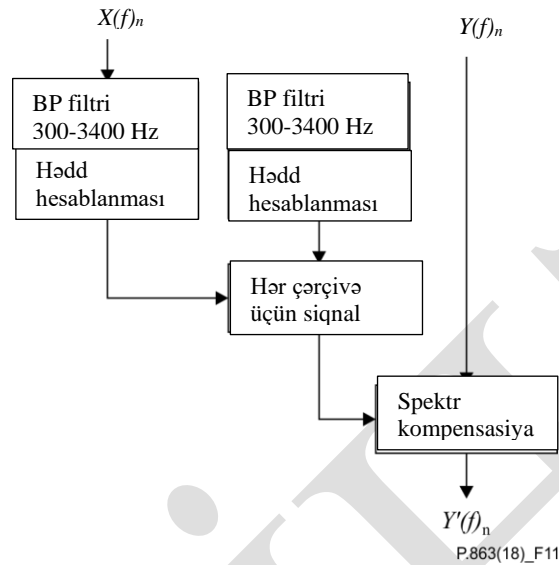 X(f)n
Y(f)n
BP filtri
300-3400 Hz
BP filtri
300-3400 Hz
Hədd
hesablanması
Hədd
hesablanması
Hər çərçivə
üçün siqnal
Spektr
kompensasiya
Y'(f)n
P.863(18)_F11